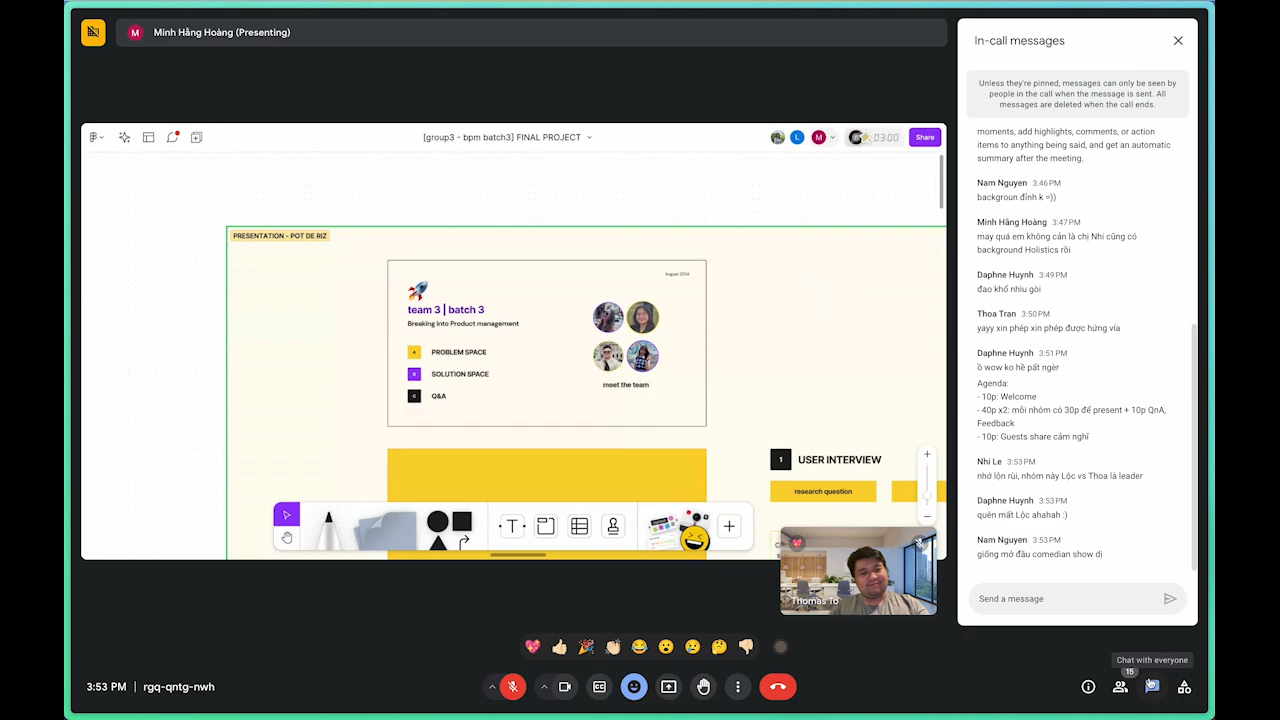 Minh Hằng Hoàng (Presenting)
[group3 - bpm batch3] FINAL PROJECT
L
M
03:00
Share
PRESENTATION - POT DE RIZ
August 2024
team 3 | batch 3
Breaking into Product management
A PROBLEM SPACE
B SOLUTION SPACE
C Q&A
meet the team
1 USER INTERVIEW
research question
T
Thomas To
In-call messages
Unless they're pinned, messages can only be seen by
people in the call when the message is sent. All
messages are deleted when the call ends.
moments, add highlights, comments, or action
items to anything being said, and get an automatic
summary after the meeting.
Nam Nguyen 3:46 PM
backgroun đỉnh k =))
Minh Hằng Hoàng 3:47 PM
may quá em không cản là chị Nhi cũng có
background Holistics rồi
Daphne Huynh 3:49 PM
đao khổ nhiu gòi
Thoa Tran 3:50 PM
yayy xin phép xin phép được hứng vía
Daphne Huynh 3:51 PM
ồ wow ko hề pất ngèr
Agenda:
- 10p: Welcome
- 40p x2: mỗi nhóm có 30p để present + 10p QnA,
Feedback
- 10p: Guests share cảm nghĩ
Nhi Le 3:53 PM
nhớ lộn rùi, nhóm này Lộc vs Thoa là leader
Daphne Huynh 3:53 PM
quên mất Lộc ahahah :)
Nam Nguyen 3:53 PM
giống mở đầu comedian show dị
Send a message
Chat with everyone
15
3:53 PM | rgq-qntg-nwh